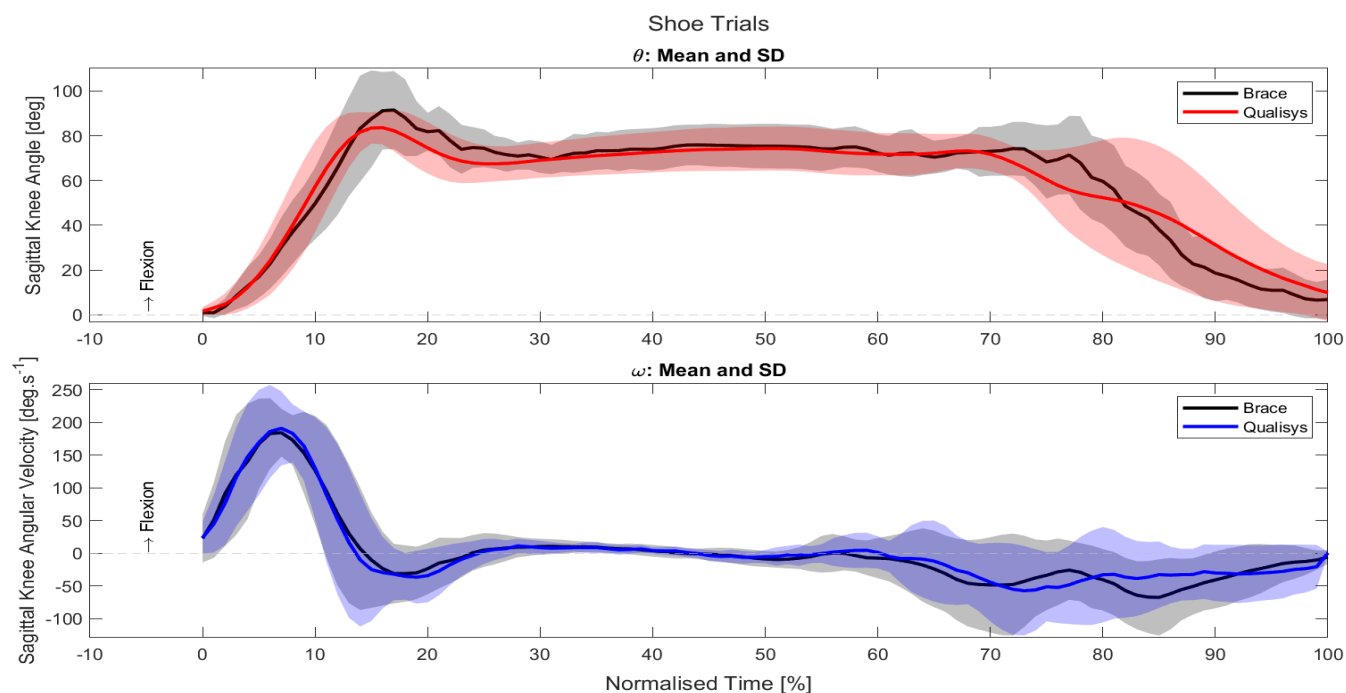 Shoe Trials
θ: Mean and SD
Sagittal Knee Angle [deg]
→ Flexion
100
80
60
40
20
0
Brace
Qualisys
-10 0 10 20 30 40 50 60 70 80 90 100
ω: Mean and SD
Sagittal Knee Angular Velocity [deg.s⁻¹]
→ Flexion
250
200
150
100
50
0
-50
-100
Brace
Qualisys
-10 0 10 20 30 40 50 60 70 80 90 100
Normalised Time [%]